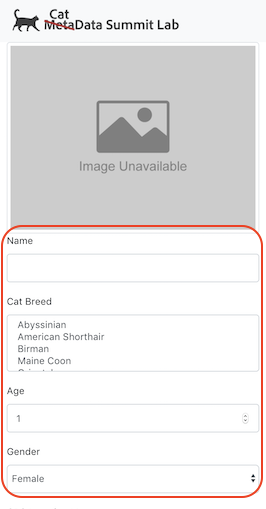 Cat
MetaData Summit Lab
Image Unavailable
Name
Cat Breed
Abyssinian
American Shorthair
Birman
Maine Coon
Age
1
Gender
Female